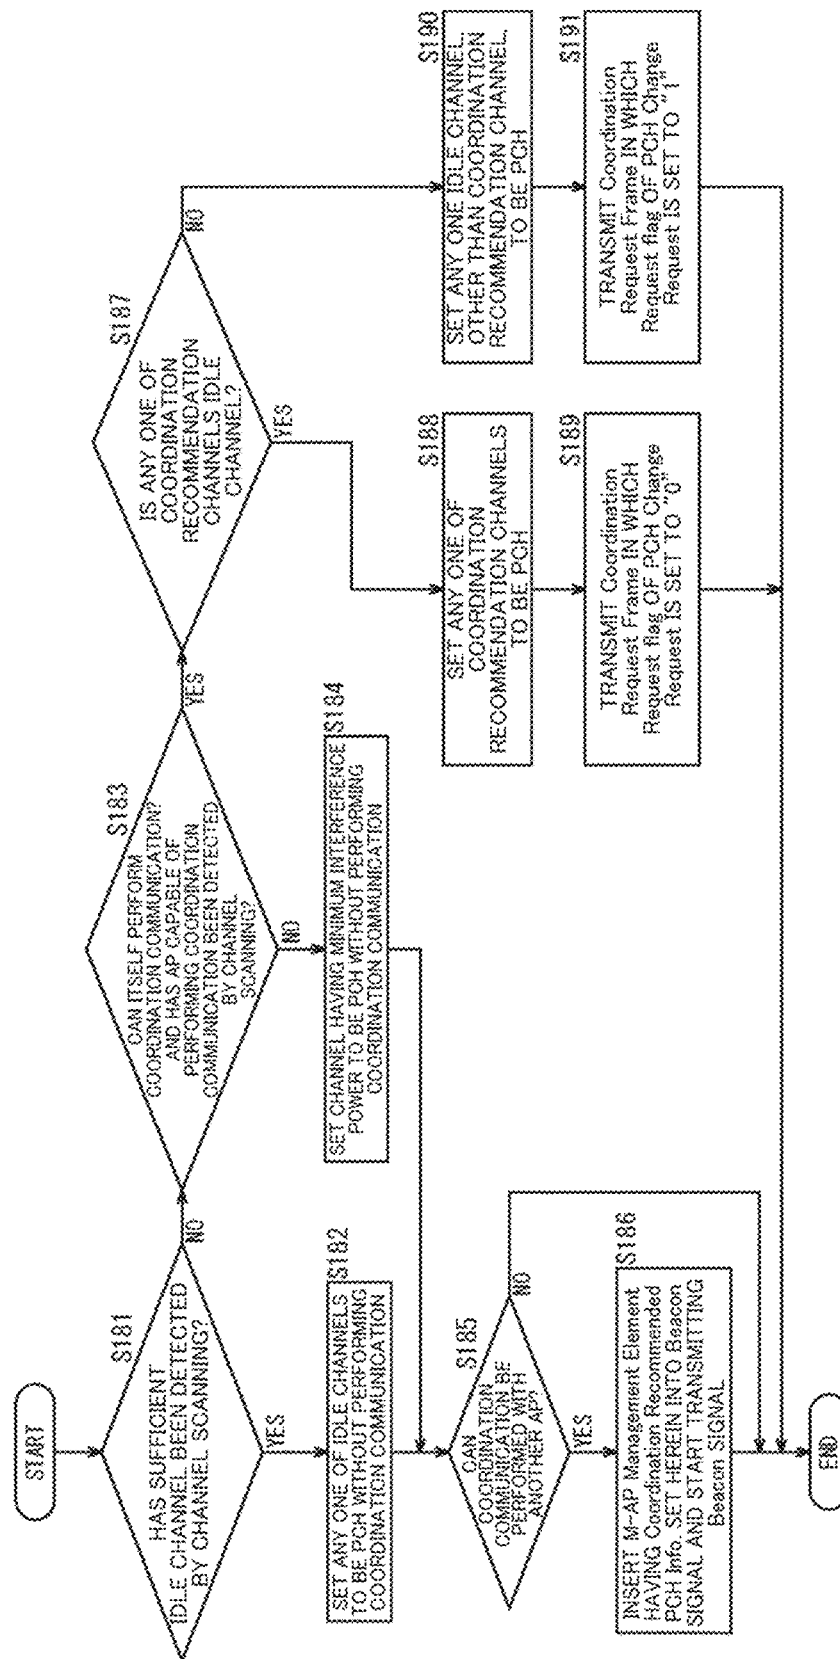 START
S181
HAS SUFFICIENT
IDLE CHANNEL BEEN DETECTED
BY CHANNEL SCANNING?
NO
YES
S182
SET ANY ONE OF IDLE CHANNELS
TO BE PCH WITHOUT PERFORMING
COORDINATION COMMUNICATION
S183
CAN ITSELF PERFORM
COORDINATION COMMUNICATION?
AND HAS AP CAPABLE OF
PERFORMING COORDINATION
COMMUNICATION BEEN DETECTED
BY CHANNEL
SCANNING?
YES
NO
S184
SET CHANNEL HAVING MINIMUM INTERFERENCE
POWER TO BE PCH WITHOUT PERFORMING
COORDINATION COMMUNICATION
S185
CAN
COORDINATION
COMMUNICATION BE
PERFORMED WITH
ANOTHER AP?
NO
YES
S186
INSERT M-AP Management Element
HAVING Coordination Recommended
PCH Info. SET HEREIN INTO Beacon
SIGNAL AND START TRANSMITTING
Beacon SIGNAL
S187
IS ANY ONE OF
COORDINATION
RECOMMENDATION
CHANNELS IDLE
CHANNEL?
NO
YES
S188
SET ANY ONE OF
COORDINATION
RECOMMENDATION CHANNELS
TO BE PCH
S189
TRANSMIT Coordination
Request Frame IN WHICH
Request flag OF PCH Change
Request IS SET TO "0"
S190
SET ANY ONE IDLE CHANNEL,
OTHER THAN COORDINATION
RECOMMENDATION CHANNEL,
TO BE PCH
S191
TRANSMIT Coordination
Request Frame IN WHICH
Request flag OF PCH Change
Request IS SET TO "1"
END